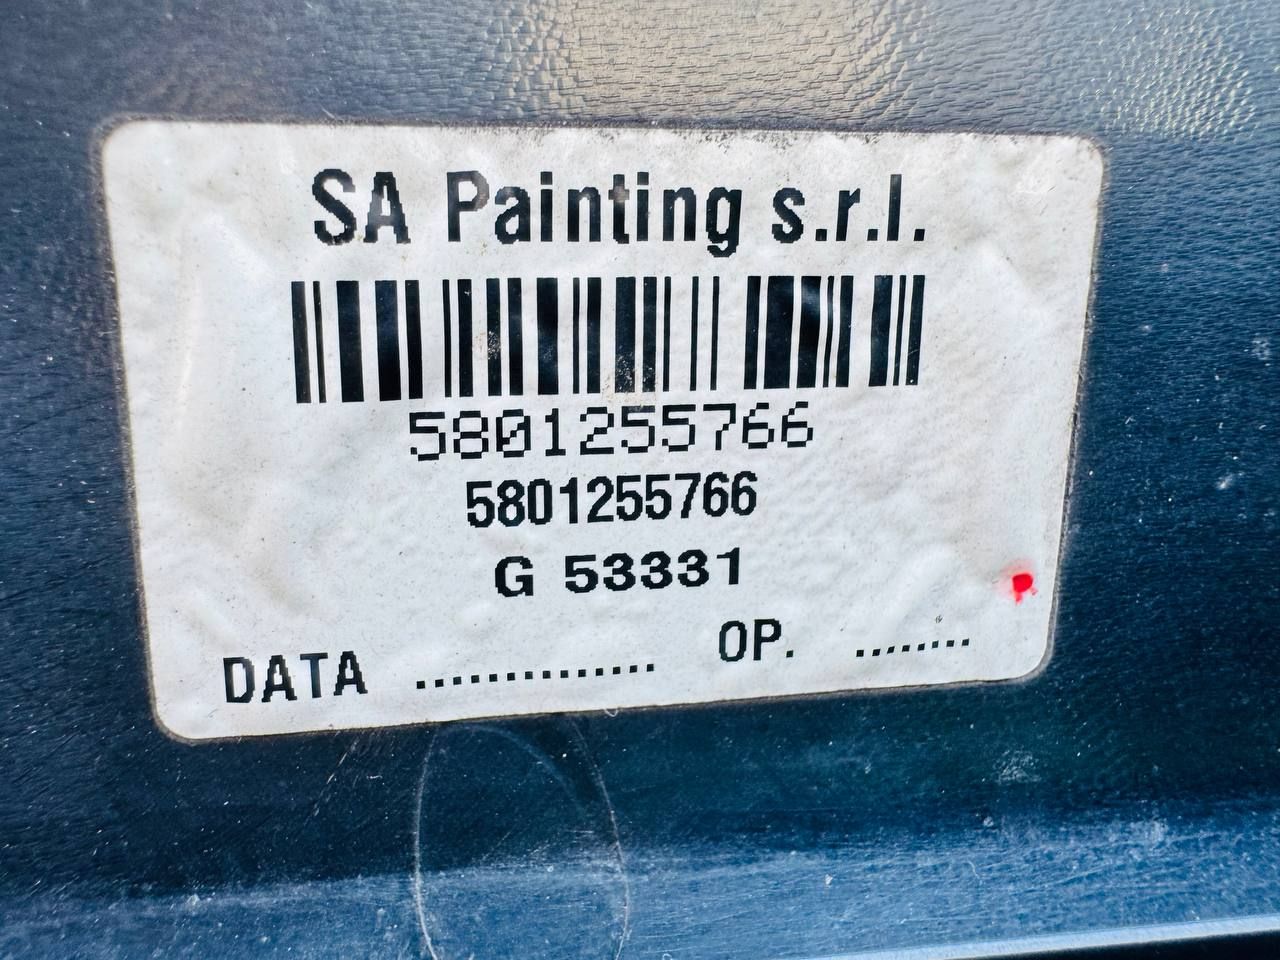 SA Painting s.r.l.
5801255766
5801255766
G 53331
DATA ............. OP. ........